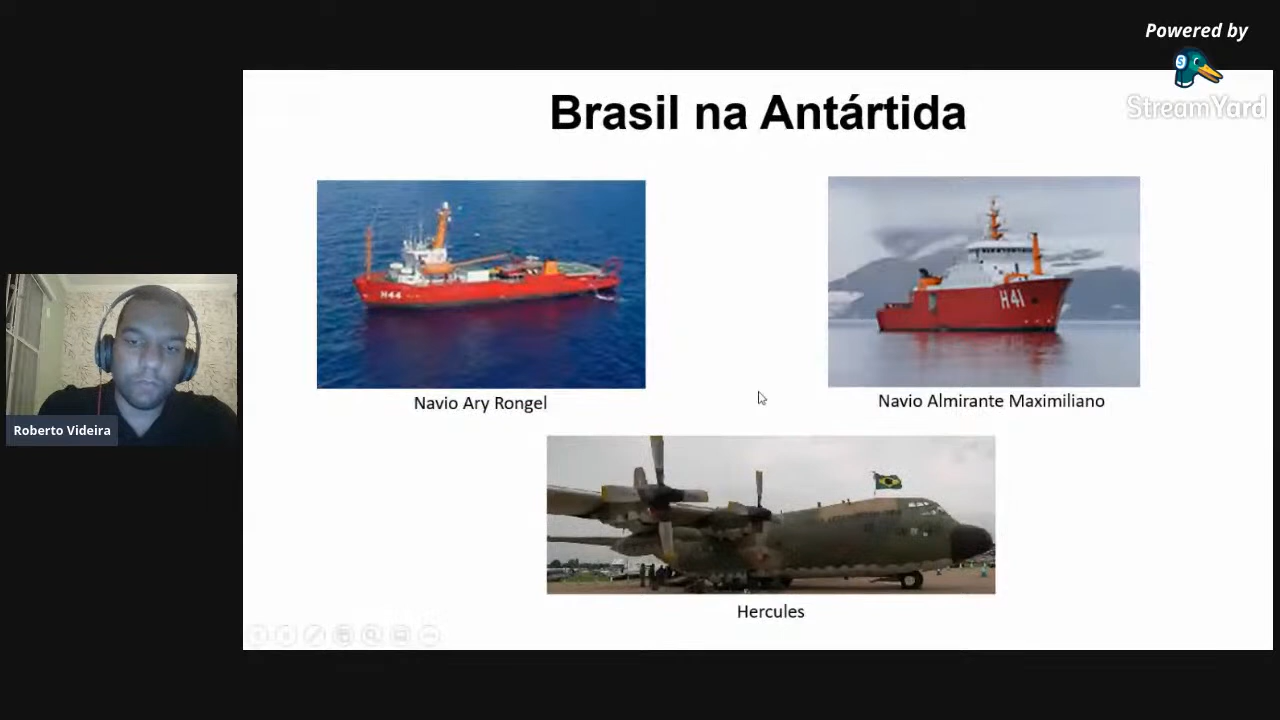 Powered by
StreamYard
Brasil na Antártida
H44
H41
Navio Ary Rongel
Navio Almirante Maximiliano
Roberto Videira
Hercules